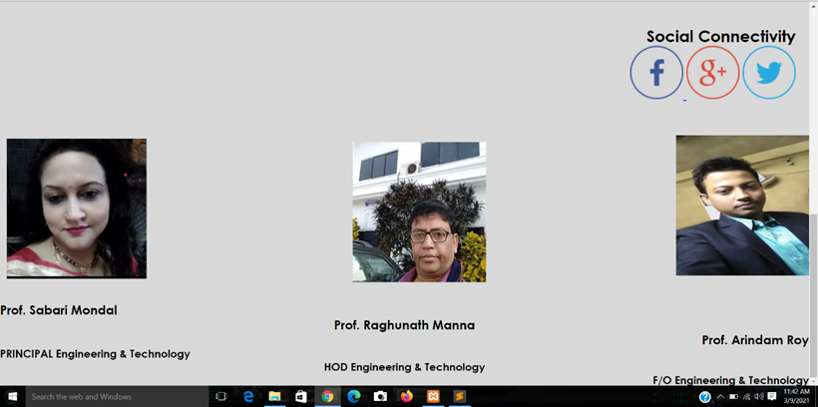 Social Connectivity
Prof. Sabari Mondal
PRINCIPAL Engineering & Technology
Prof. Raghunath Manna
HOD Engineering & Technology
Prof. Arindam Roy
F/O Engineering & Technology
Search the web and Windows
11:42 AM
3/9/2021